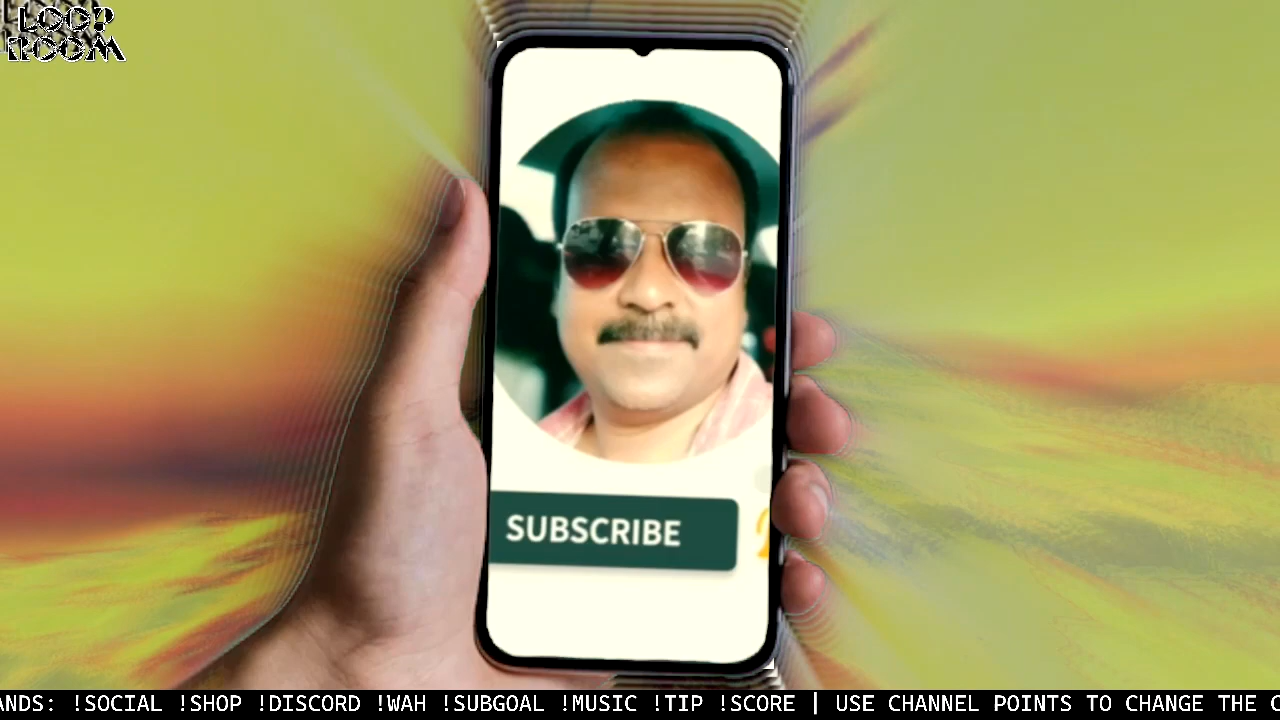 LOOP
ROOM
SUBSCRIBE
ANDS: !SOCIAL !SHOP !DISCORD !WAH !SUBGOAL !MUSIC !TIP !SCORE | USE CHANNEL POINTS TO CHANGE THE